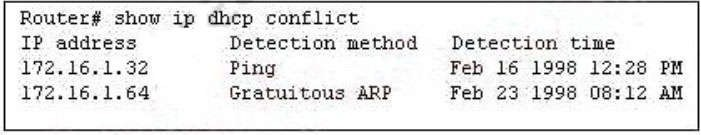 Router# show ip dhcp conflict
IP address Detection method Detection time
172.16.1.32 Ping Feb 16 1998 12:28 PM
172.16.1.64 Gratuitous ARP Feb 23 1998 08:12 AM